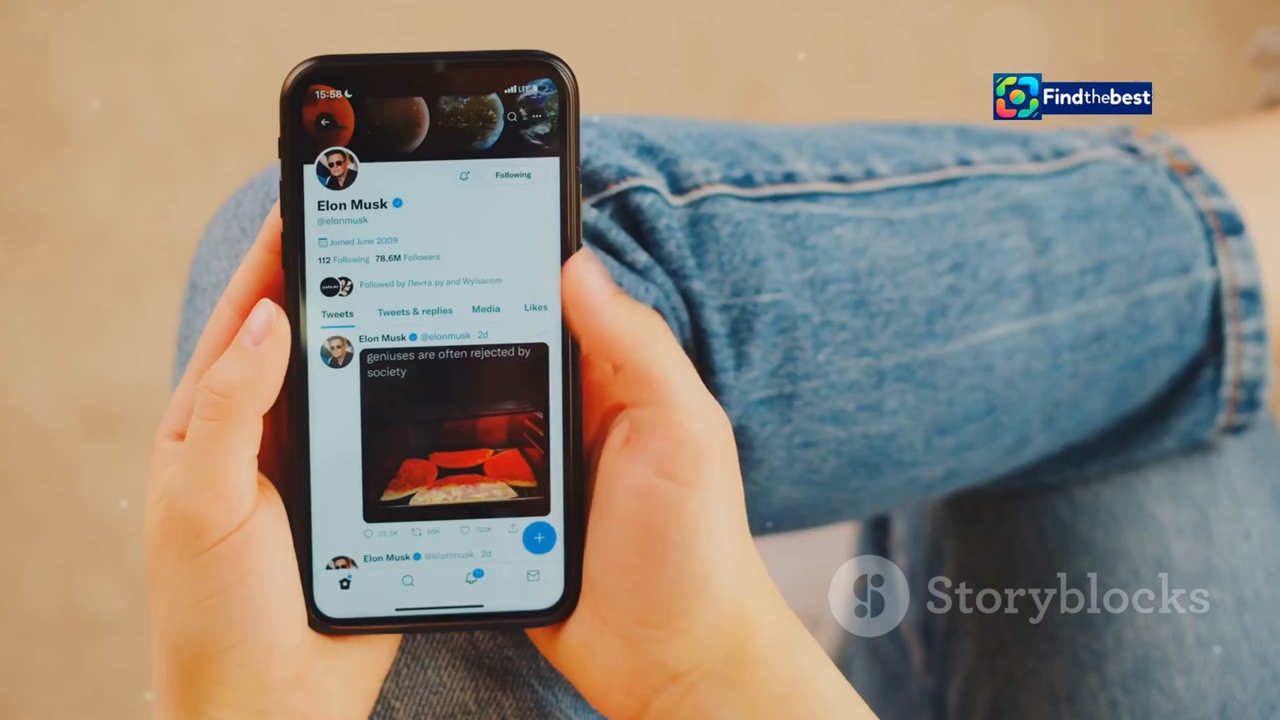 15:58
LTE
Following
Elon Musk
@elonmusk
Joined June 2009
112 Following 78,6M Followers
Followed by Лента.ру and Wylsacom
Tweets Tweets & replies Media Likes
Elon Musk @elonmusk · 2d
geniuses are often rejected by
society
Elon Musk @elonmusk · 2d
Findthebest
Storyblocks